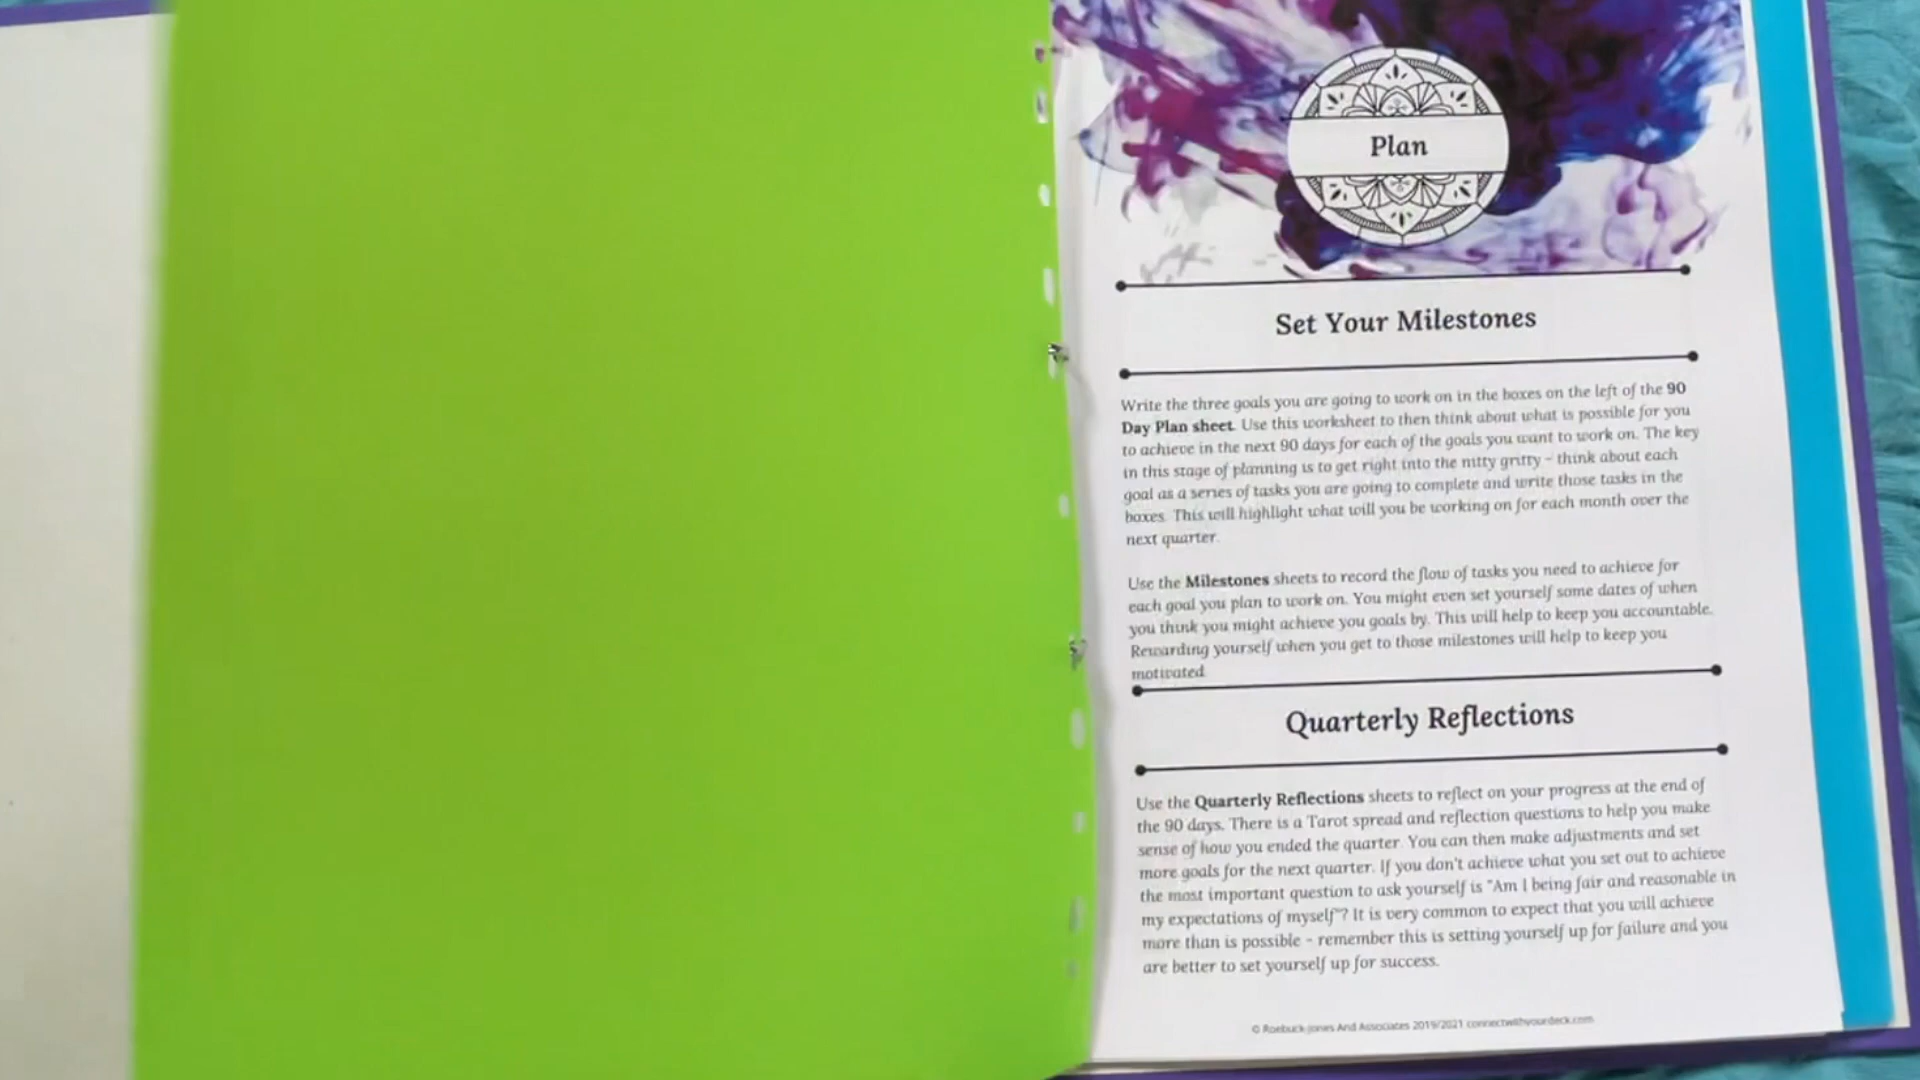 Plan
Set Your Milestones
Write the three goals you are going to work on in the boxes on the left of the 90
Day Plan sheet. Use this worksheet to then think about what is possible for you
to achieve in the next 90 days for each of the goals you want to work on. The key
in this stage of planning is to get right into the nitty gritty - think about each
goal as a series of tasks you are going to complete and write those tasks in the
boxes. This will highlight what will you be working on for each month over the
next quarter.
Use the Milestones sheets to record the flow of tasks you need to achieve for
each goal you plan to work on. You might even set yourself some dates of when
you think you might achieve you goals by. This will help to keep you accountable.
Rewarding yourself when you get to those milestones will help to keep you
motivated.
Quarterly Reflections
Use the Quarterly Reflections sheets to reflect on your progress at the end of
the 90 days. There is a Tarot spread and reflection questions to help you make
sense of how you ended the quarter. You can then make adjustments and set
more goals for the next quarter. If you don't achieve what you set out to achieve
the most important question to ask yourself is "Am I being fair and reasonable in
my expectations of myself"? It is very common to expect that you will achieve
more than is possible - remember this is setting yourself up for failure and you
are better to set yourself up for success.
© Roebuck-Jones And Associates 2019/2021 connectwithyourdeck.com